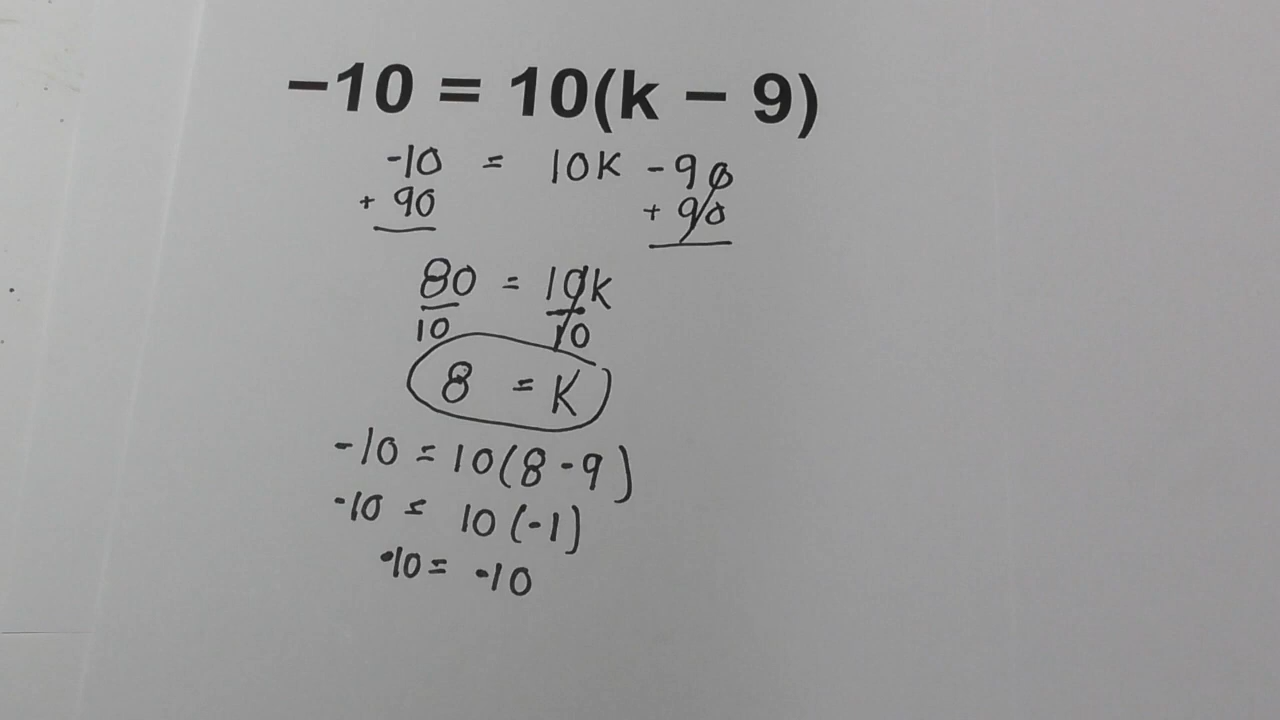 −10 = 10(k − 9)
-10 = 10K - 90
+ 90 + 90
80 = 10k
10 10
8 = K
-10 = 10(8 - 9)
-10 = 10(-1)
-10 = -10